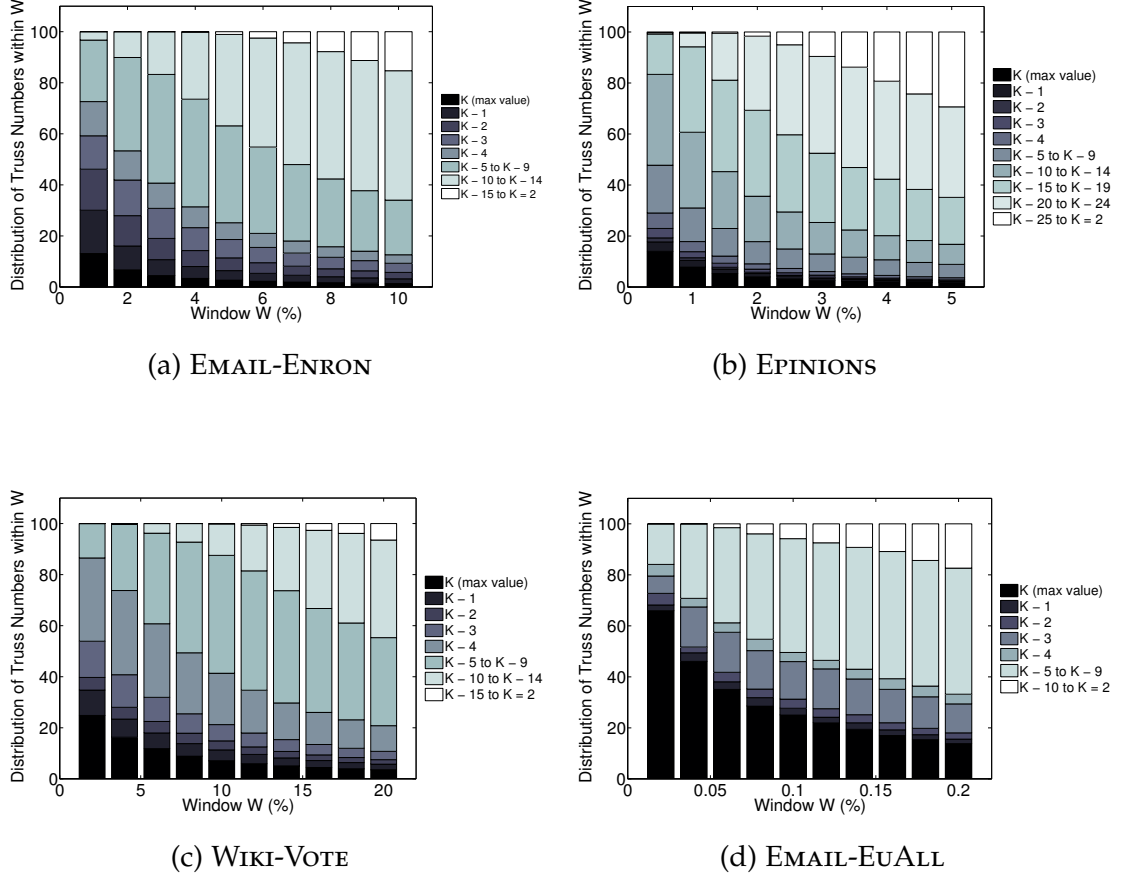 Distribution of Truss Numbers within W
100
80
60
40
20
0
0 2 4 6 8 10
Window W (%)
K (max value)
K − 1
K − 2
K − 3
K − 4
K − 5 to K − 9
K − 10 to K − 14
K − 15 to K = 2
(a) Email-Enron
Distribution of Truss Numbers within W
100
80
60
40
20
0
0 1 2 3 4 5
Window W (%)
K (max value)
K − 1
K − 2
K − 3
K − 4
K − 5 to K − 9
K − 10 to K − 14
K − 15 to K − 19
K − 20 to K − 24
K − 25 to K = 2
(b) Epinions
Distribution of Truss Numbers within W
100
80
60
40
20
0
0 5 10 15 20
Window W (%)
K (max value)
K − 1
K − 2
K − 3
K − 4
K − 5 to K − 9
K − 10 to K − 14
K − 15 to K = 2
(c) Wiki-Vote
Distribution of Truss Numbers within W
100
80
60
40
20
0
0 0.05 0.1 0.15 0.2
Window W (%)
K (max value)
K − 1
K − 2
K − 3
K − 4
K − 5 to K − 9
K − 10 to K = 2
(d) Email-EuAll